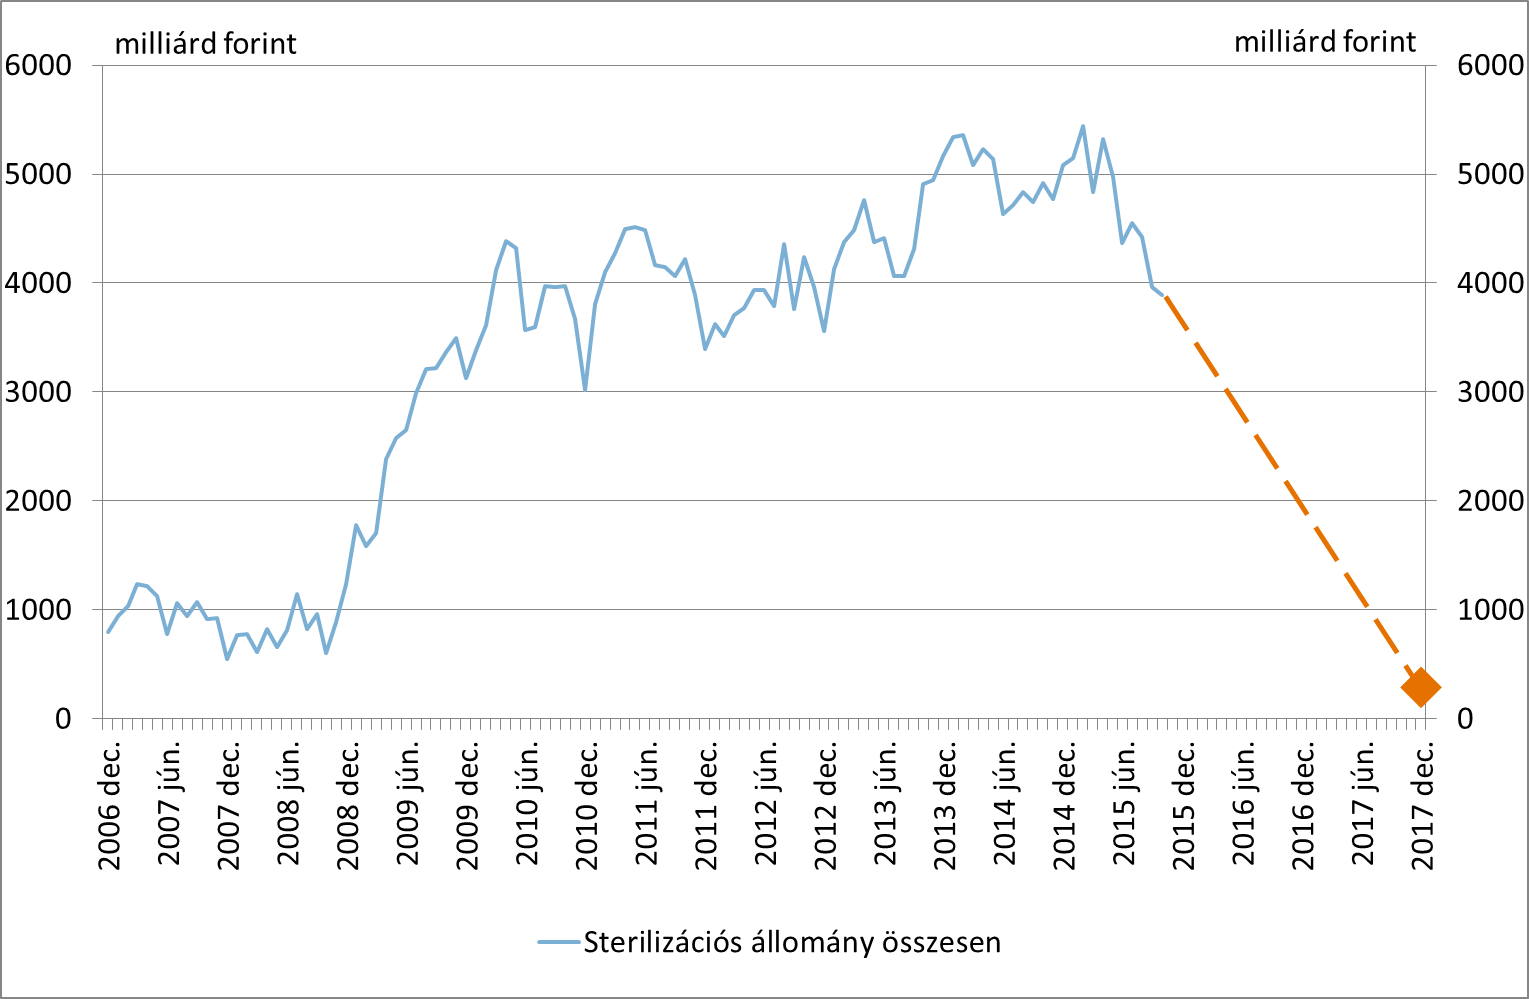 milliárd forint
milliárd forint
6000
6000
5000
5000
4000
4000
3000
3000
2000
2000
1000
1000
0
0
2006 dec.
2007 jún.
2007 dec.
2008 jún.
2008 dec.
2009 jún.
2009 dec.
2010 jún.
2010 dec.
2011 jún.
2011 dec.
2012 jún.
2012 dec.
2013 jún.
2013 dec.
2014 jún.
2014 dec.
2015 jún.
2015 dec.
2016 jún.
2016 dec.
2017 jún.
2017 dec.
Sterilizációs állomány összesen